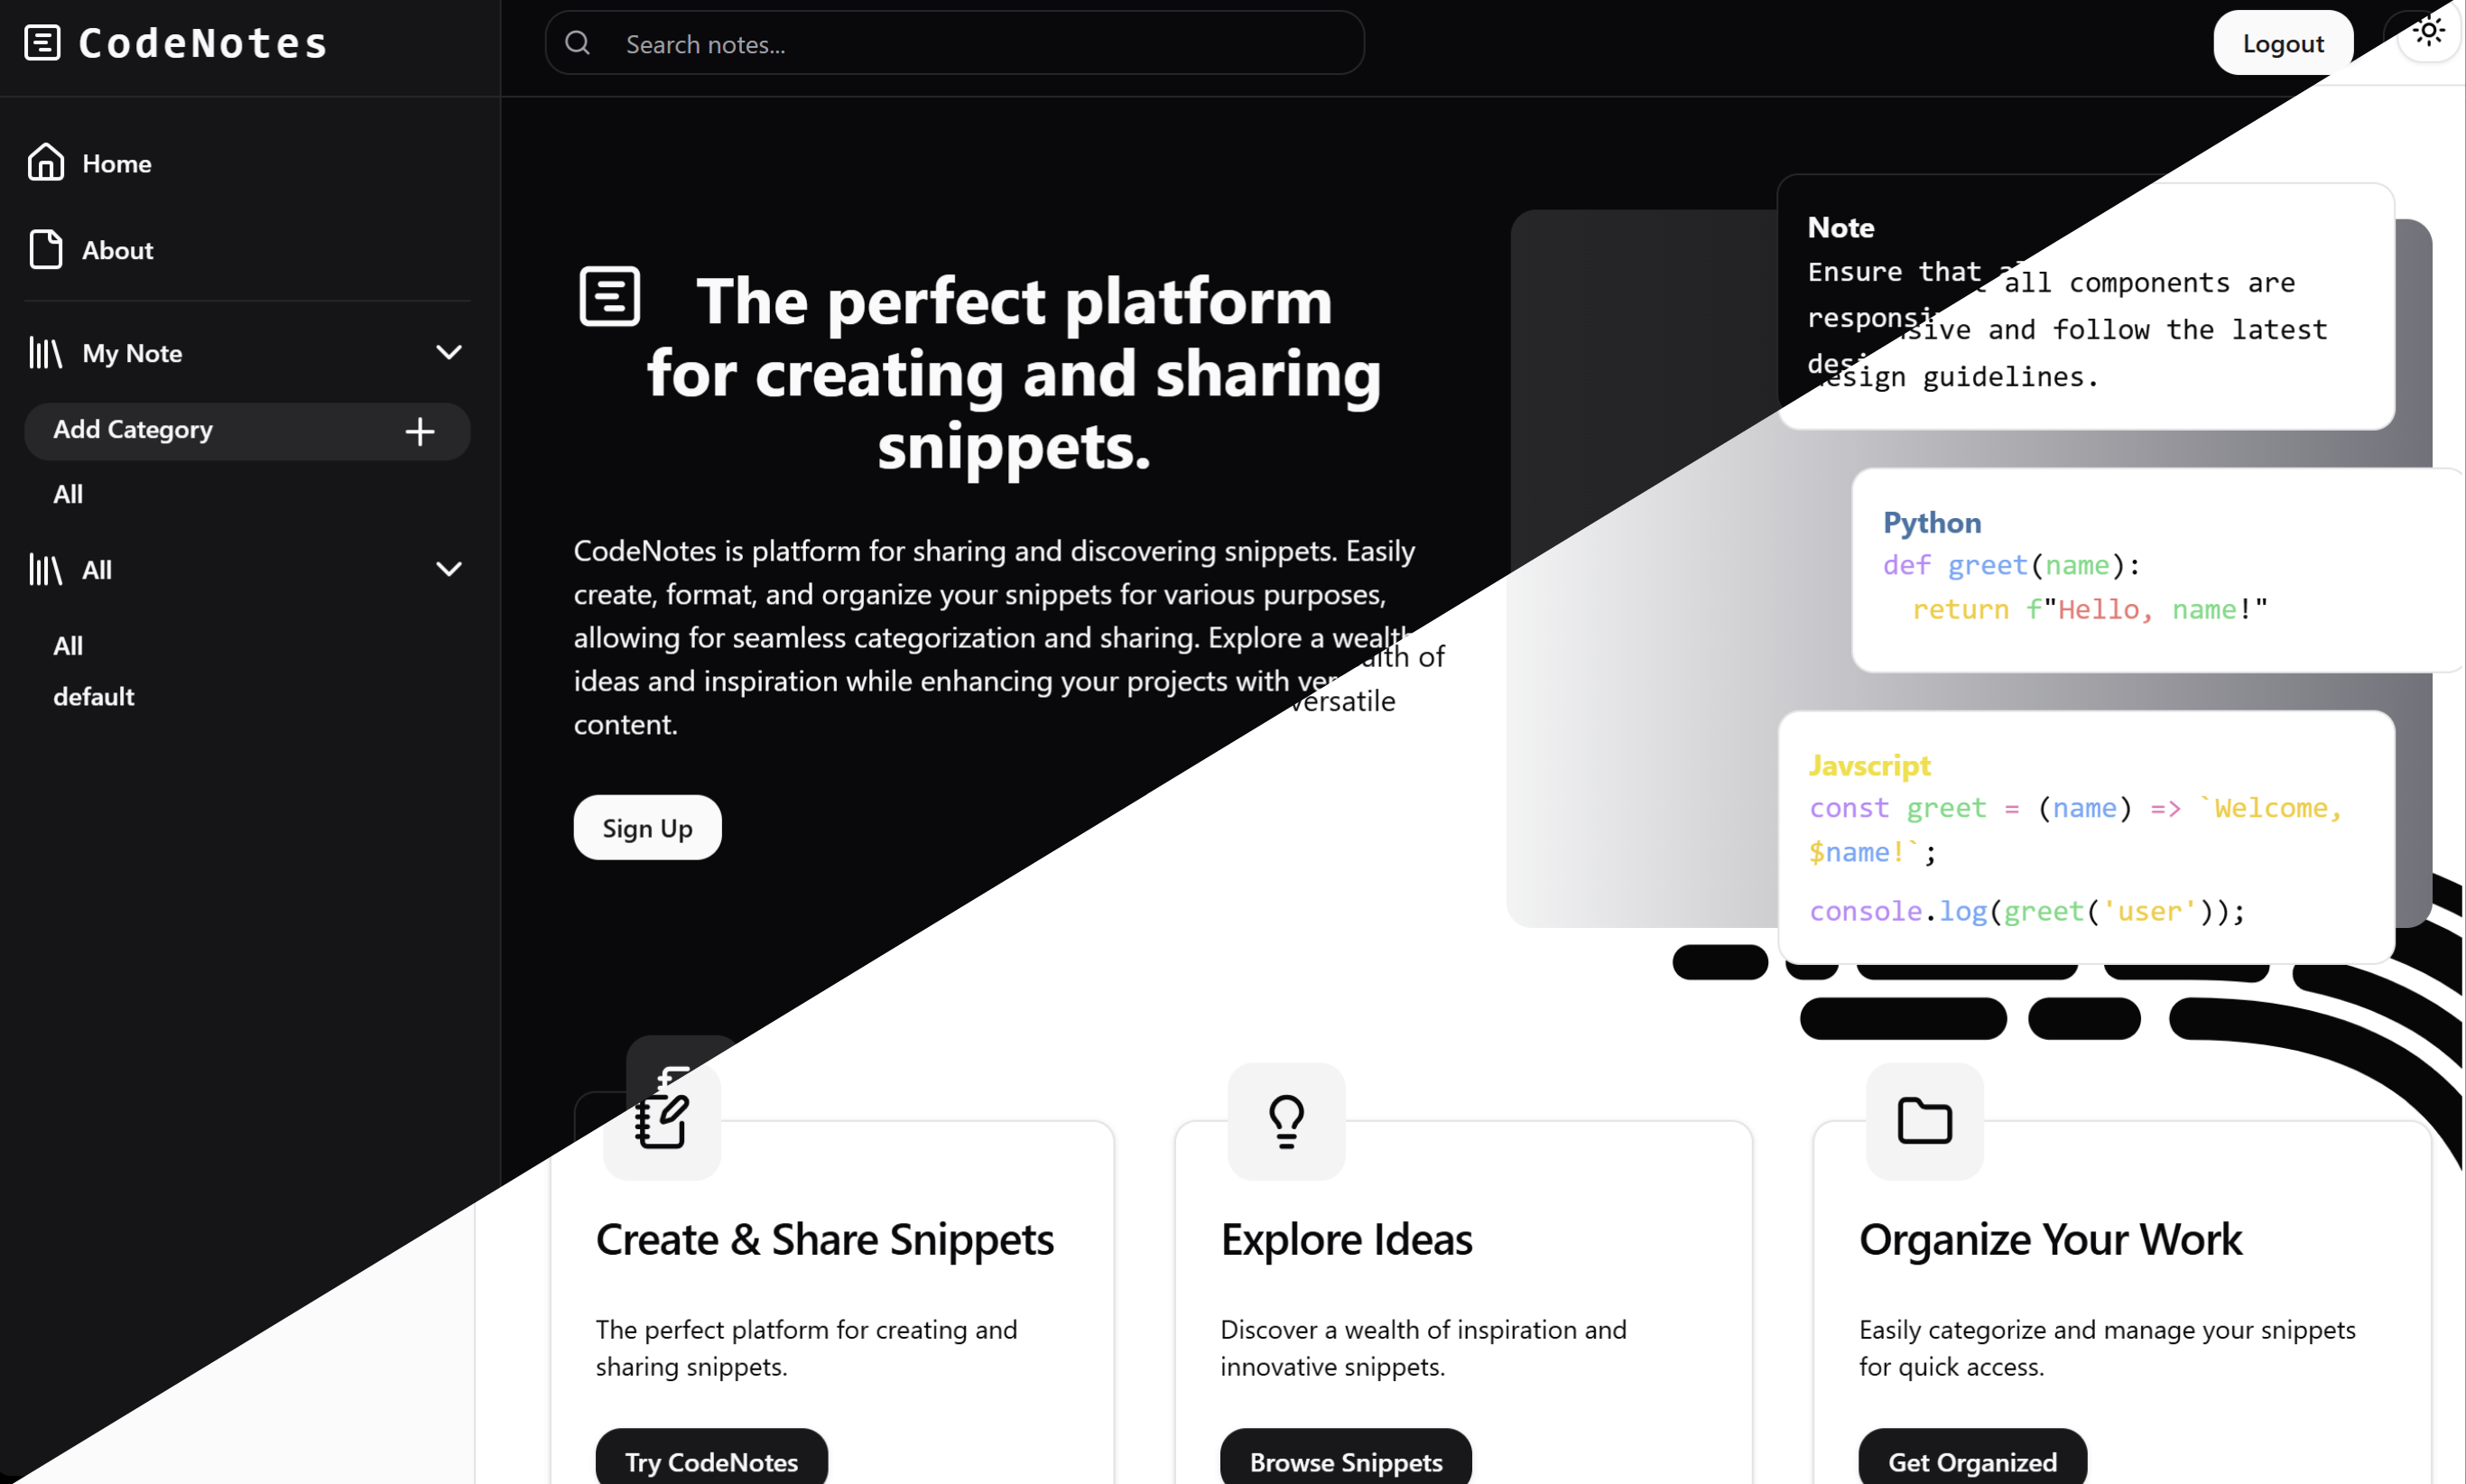 CodeNotes
Search notes...
Logout
Home
About
My Note
Add Category
All
All
All
default
The perfect platform
for creating and sharing
snippets.
CodeNotes is platform for sharing and discovering snippets. Easily
create, format, and organize your snippets for various purposes,
allowing for seamless categorization and sharing. Explore a wealth of
ideas and inspiration while enhancing your projects with versatile
content.
Sign Up
Note
Ensure that all components are
responsive and follow the latest
design guidelines.
Python
def greet(name):
return f"Hello, name!"
Javscript
const greet = (name) => `Welcome,
$name!`;
console.log(greet('user'));
Create & Share Snippets
The perfect platform for creating and
sharing snippets.
Try CodeNotes
Explore Ideas
Discover a wealth of inspiration and
innovative snippets.
Browse Snippets
Organize Your Work
Easily categorize and manage your snippets
for quick access.
Get Organized